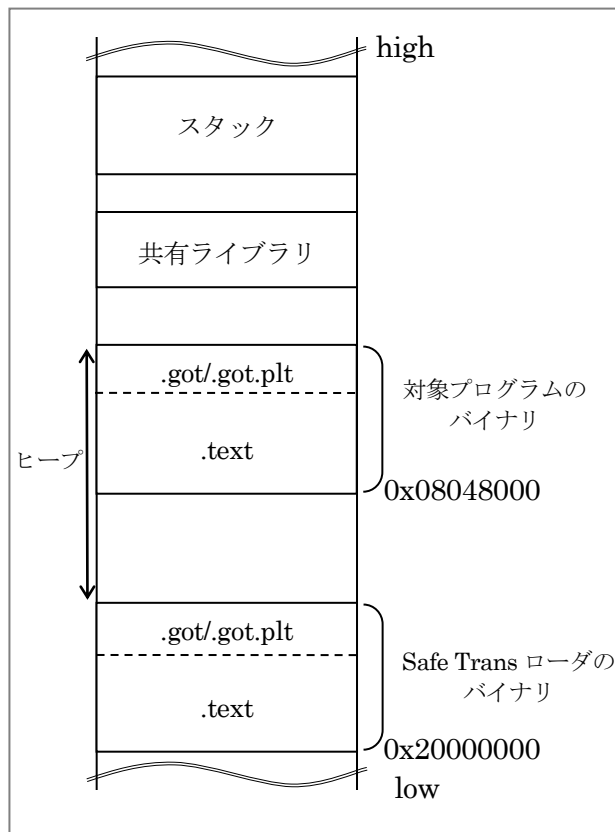 high
スタック
共有ライブラリ
.got/.got.plt
.text
対象プログラムの
バイナリ
ヒープ
0x08048000
.got/.got.plt
.text
Safe Trans ローダの
バイナリ
0x20000000
low